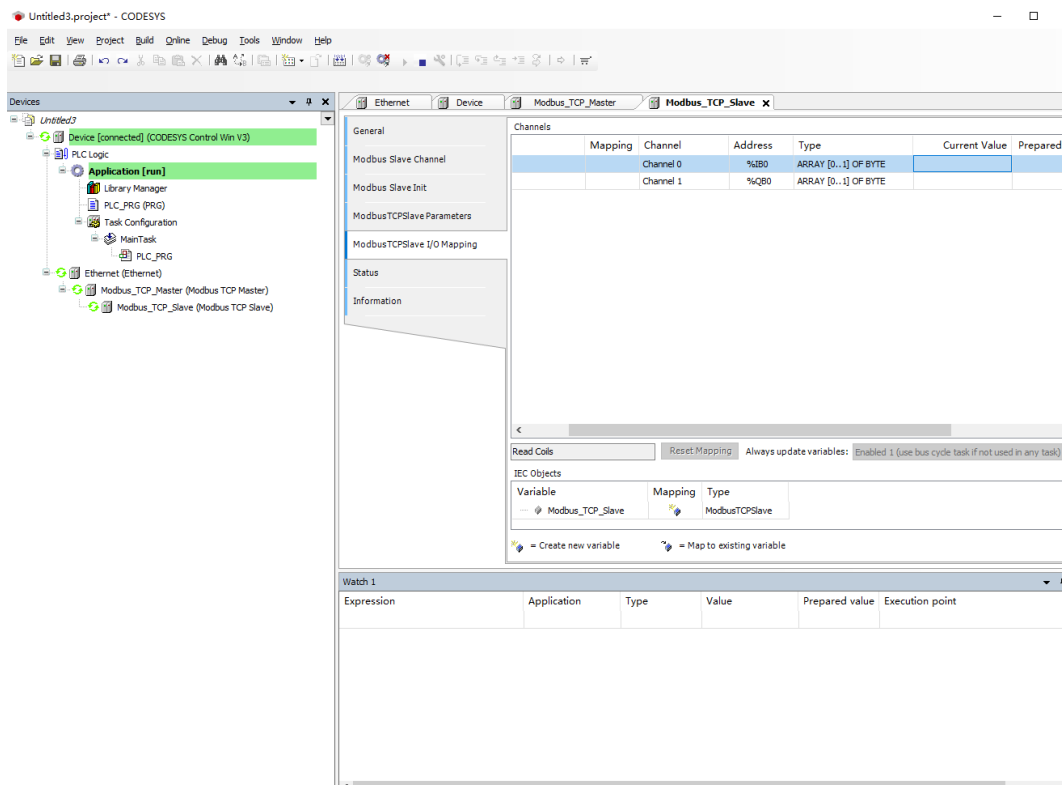 Untitled3.project* - CODESYS
File Edit View Project Build Online Debug Tools Window Help
Devices
Untitled3
Device [connected] (CODESYS Control Win V3)
PLC Logic
Application [run]
Library Manager
PLC_PRG (PRG)
Task Configuration
MainTask
PLC_PRG
Ethernet (Ethernet)
Modbus_TCP_Master (Modbus TCP Master)
Modbus_TCP_Slave (Modbus TCP Slave)
Ethernet Device Modbus_TCP_Master Modbus_TCP_Slave
General
Modbus Slave Channel
Modbus Slave Init
ModbusTCPSlave Parameters
ModbusTCPSlave I/O Mapping
Status
Information
Channels
Mapping Channel Address Type Current Value Prepared
Channel 0 %IB0 ARRAY [0..1] OF BYTE
Channel 1 %QB0 ARRAY [0..1] OF BYTE
Read Coils Reset Mapping Always update variables: Enabled 1 (use bus cycle task if not used in any task)
IEC Objects
Variable Mapping Type
Modbus_TCP_Slave ModbusTCPSlave
= Create new variable = Map to existing variable
Watch 1
Expression Application Type Value Prepared value Execution point